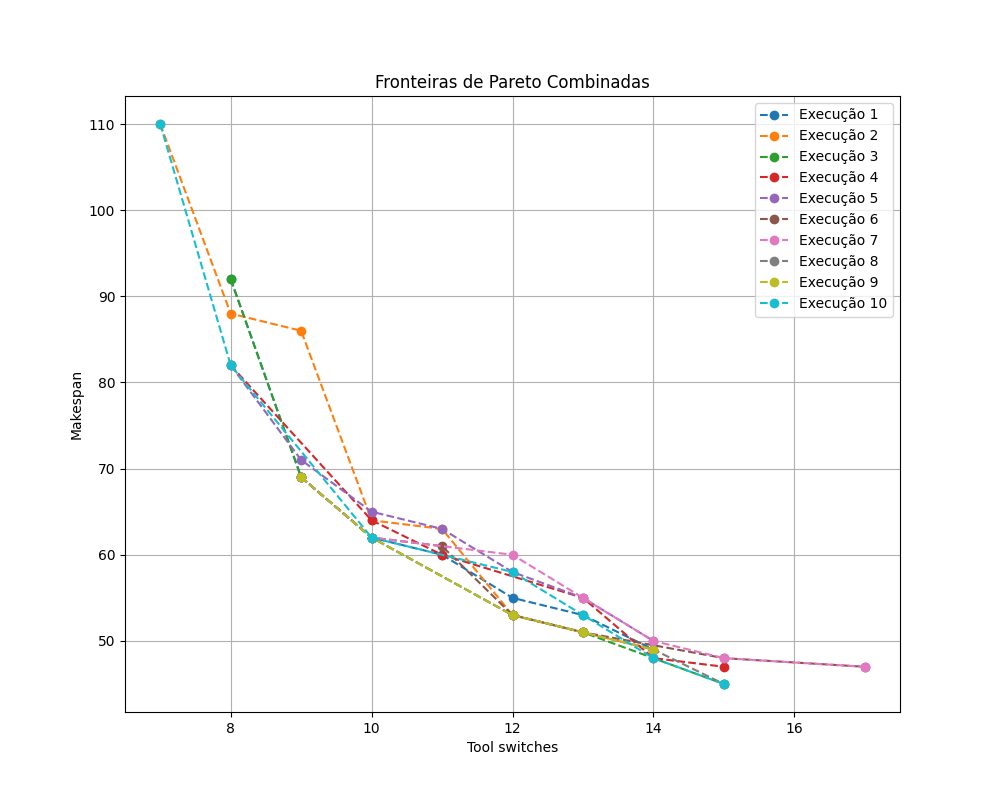 Fronteiras de Pareto Combinadas
Execução 1
Execução 2
Execução 3
Execução 4
Execução 5
Execução 6
Execução 7
Execução 8
Execução 9
Execução 10
Makespan
110
100
90
80
70
60
50
8 10 12 14 16
Tool switches